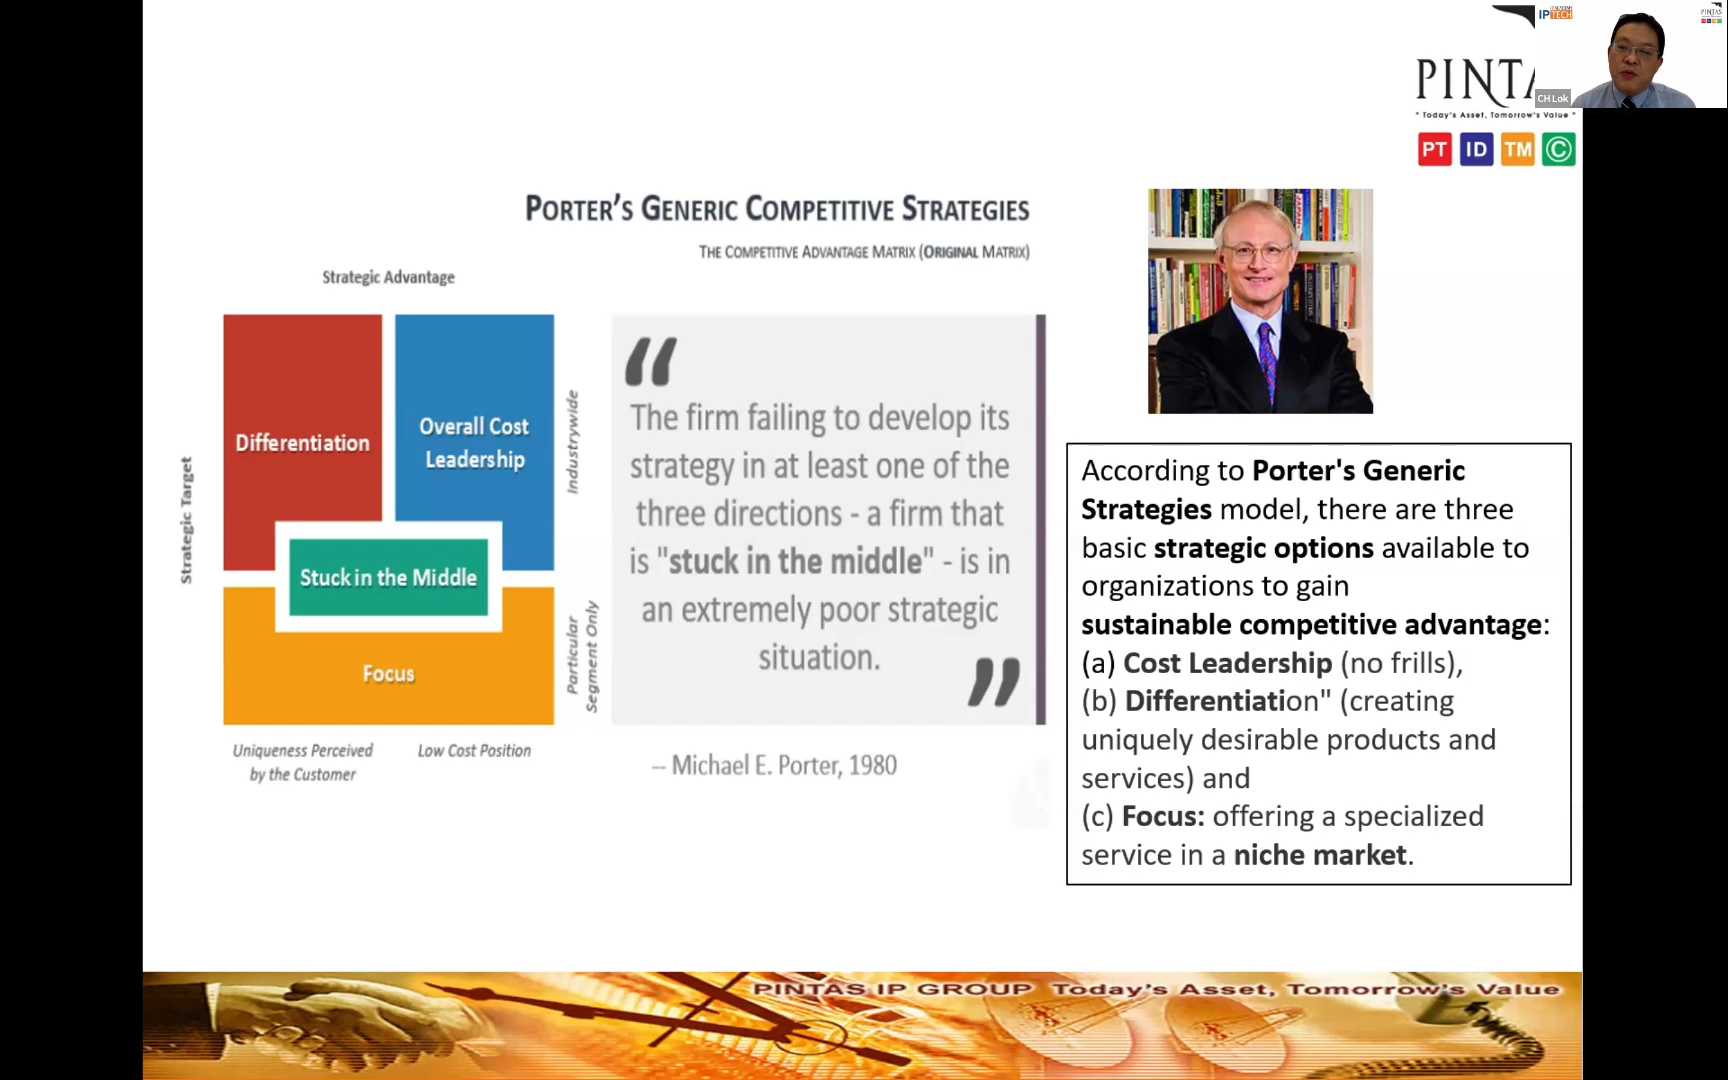 PINTA
" Today's Asset, Tomorrow's Value "
PT ID TM ©
IP TECH
PINTAS
CH Lok
PORTER'S GENERIC COMPETITIVE STRATEGIES
THE COMPETITIVE ADVANTAGE MATRIX (ORIGINAL MATRIX)
Strategic Advantage
Strategic Target
Differentiation
Overall Cost
Leadership
Stuck in the Middle
Focus
Industrywide
Particular
Segment Only
Uniqueness Perceived
by the Customer
Low Cost Position
“
The firm failing to develop its
strategy in at least one of the
three directions - a firm that
is "stuck in the middle" - is in
an extremely poor strategic
situation.
”
-- Michael E. Porter, 1980
According to Porter's Generic
Strategies model, there are three
basic strategic options available to
organizations to gain
sustainable competitive advantage:
(a) Cost Leadership (no frills),
(b) Differentiation" (creating
uniquely desirable products and
services) and
(c) Focus: offering a specialized
service in a niche market.
PINTAS IP GROUP Today's Asset, Tomorrow's Value